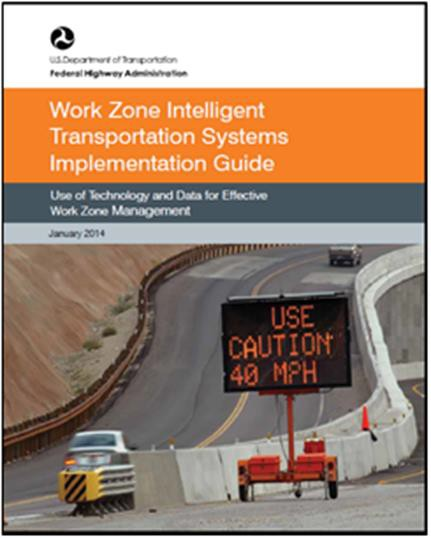 U.S. Department of Transportation
Federal Highway Administration
Work Zone Intelligent
Transportation Systems
Implementation Guide
Use of Technology and Data for Effective
Work Zone Management
January 2014
USE
CAUTION
40 MPH